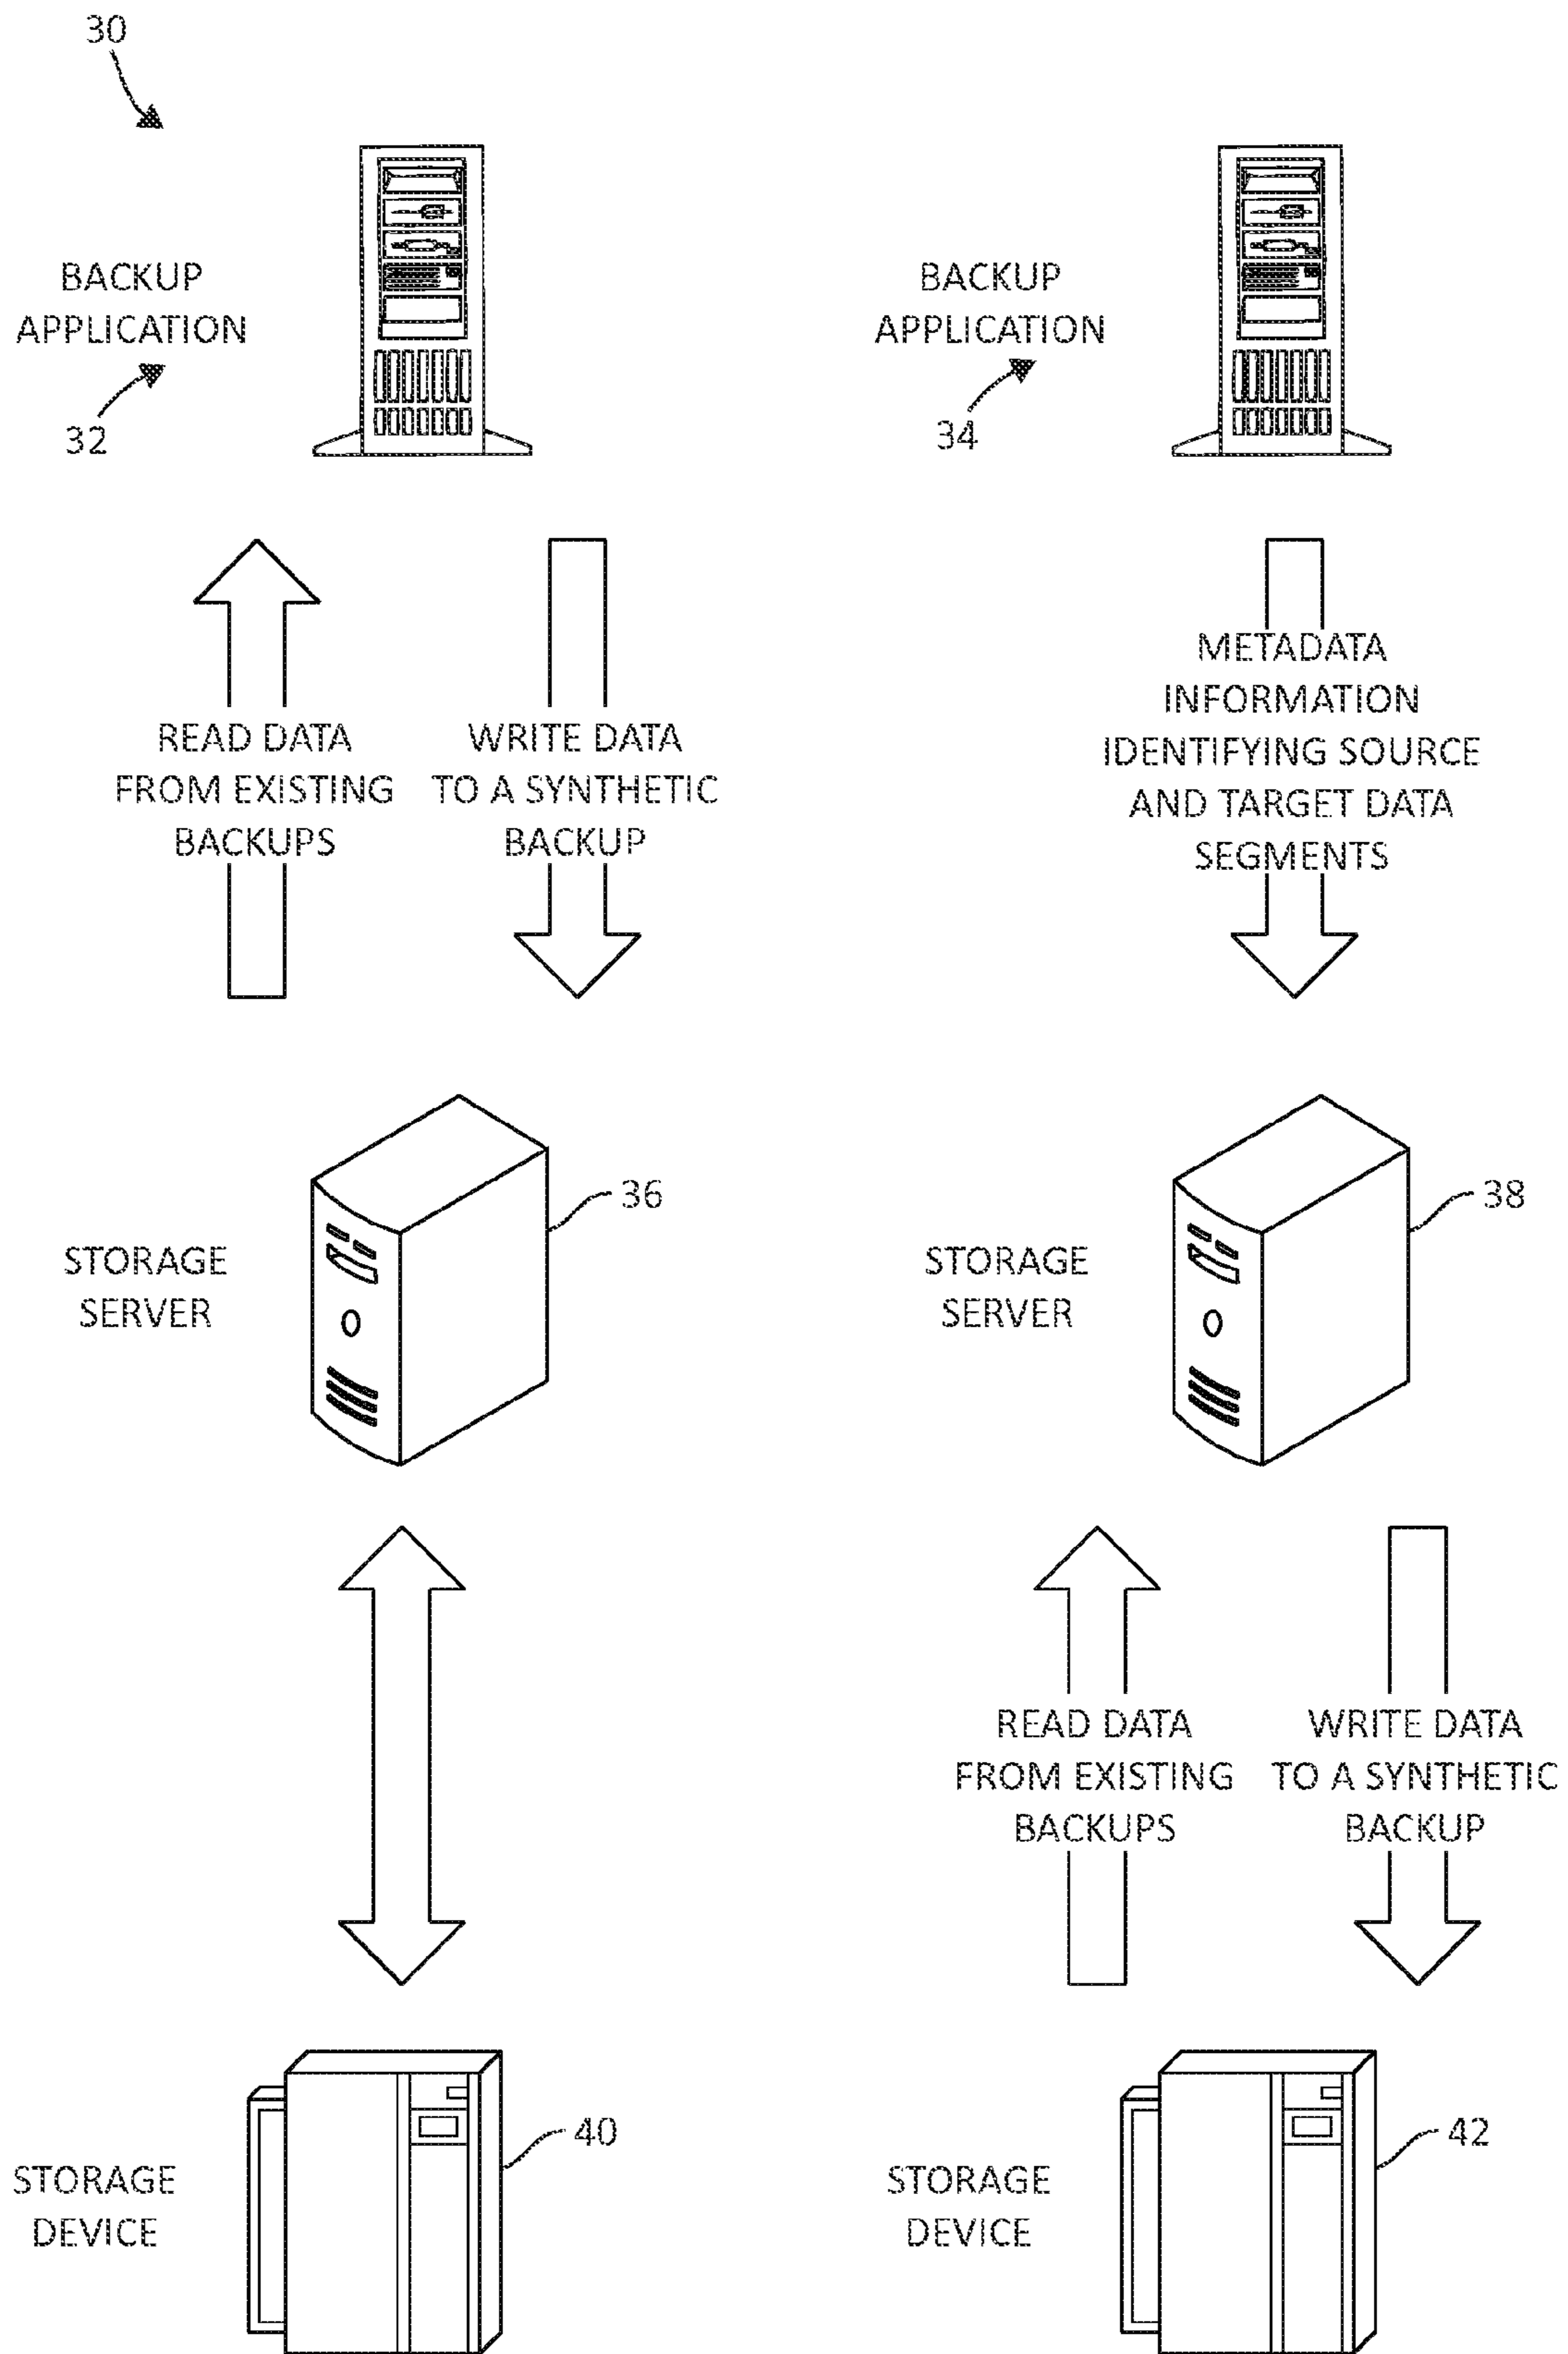 30
BACKUP
APPLICATION
32
BACKUP
APPLICATION
34
READ DATA
FROM EXISTING
BACKUPS
WRITE DATA
TO A SYNTHETIC
BACKUP
METADATA
INFORMATION
IDENTIFYING SOURCE
AND TARGET DATA
SEGMENTS
STORAGE
SERVER
36
STORAGE
SERVER
38
READ DATA
FROM EXISTING
BACKUPS
WRITE DATA
TO A SYNTHETIC
BACKUP
STORAGE
DEVICE
40
STORAGE
DEVICE
42